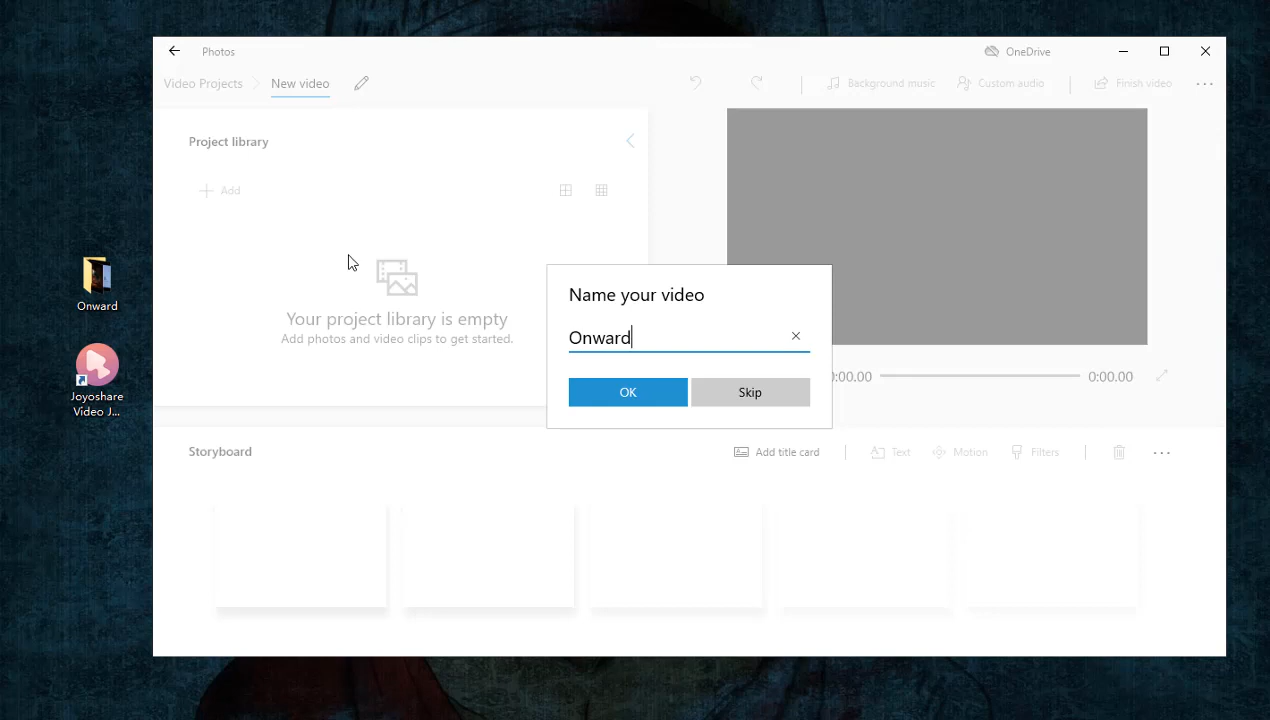 Photos
OneDrive
Video Projects
New video
Background music
Custom audio
Finish video
Project library
Add
Onward
Name your video
Onward
Your project library is empty
Add photos and video clips to get started.
:00.00
0:00.00
OK
Skip
Joyoshare
Video J...
Storyboard
Add title card
Text
Motion
Filters